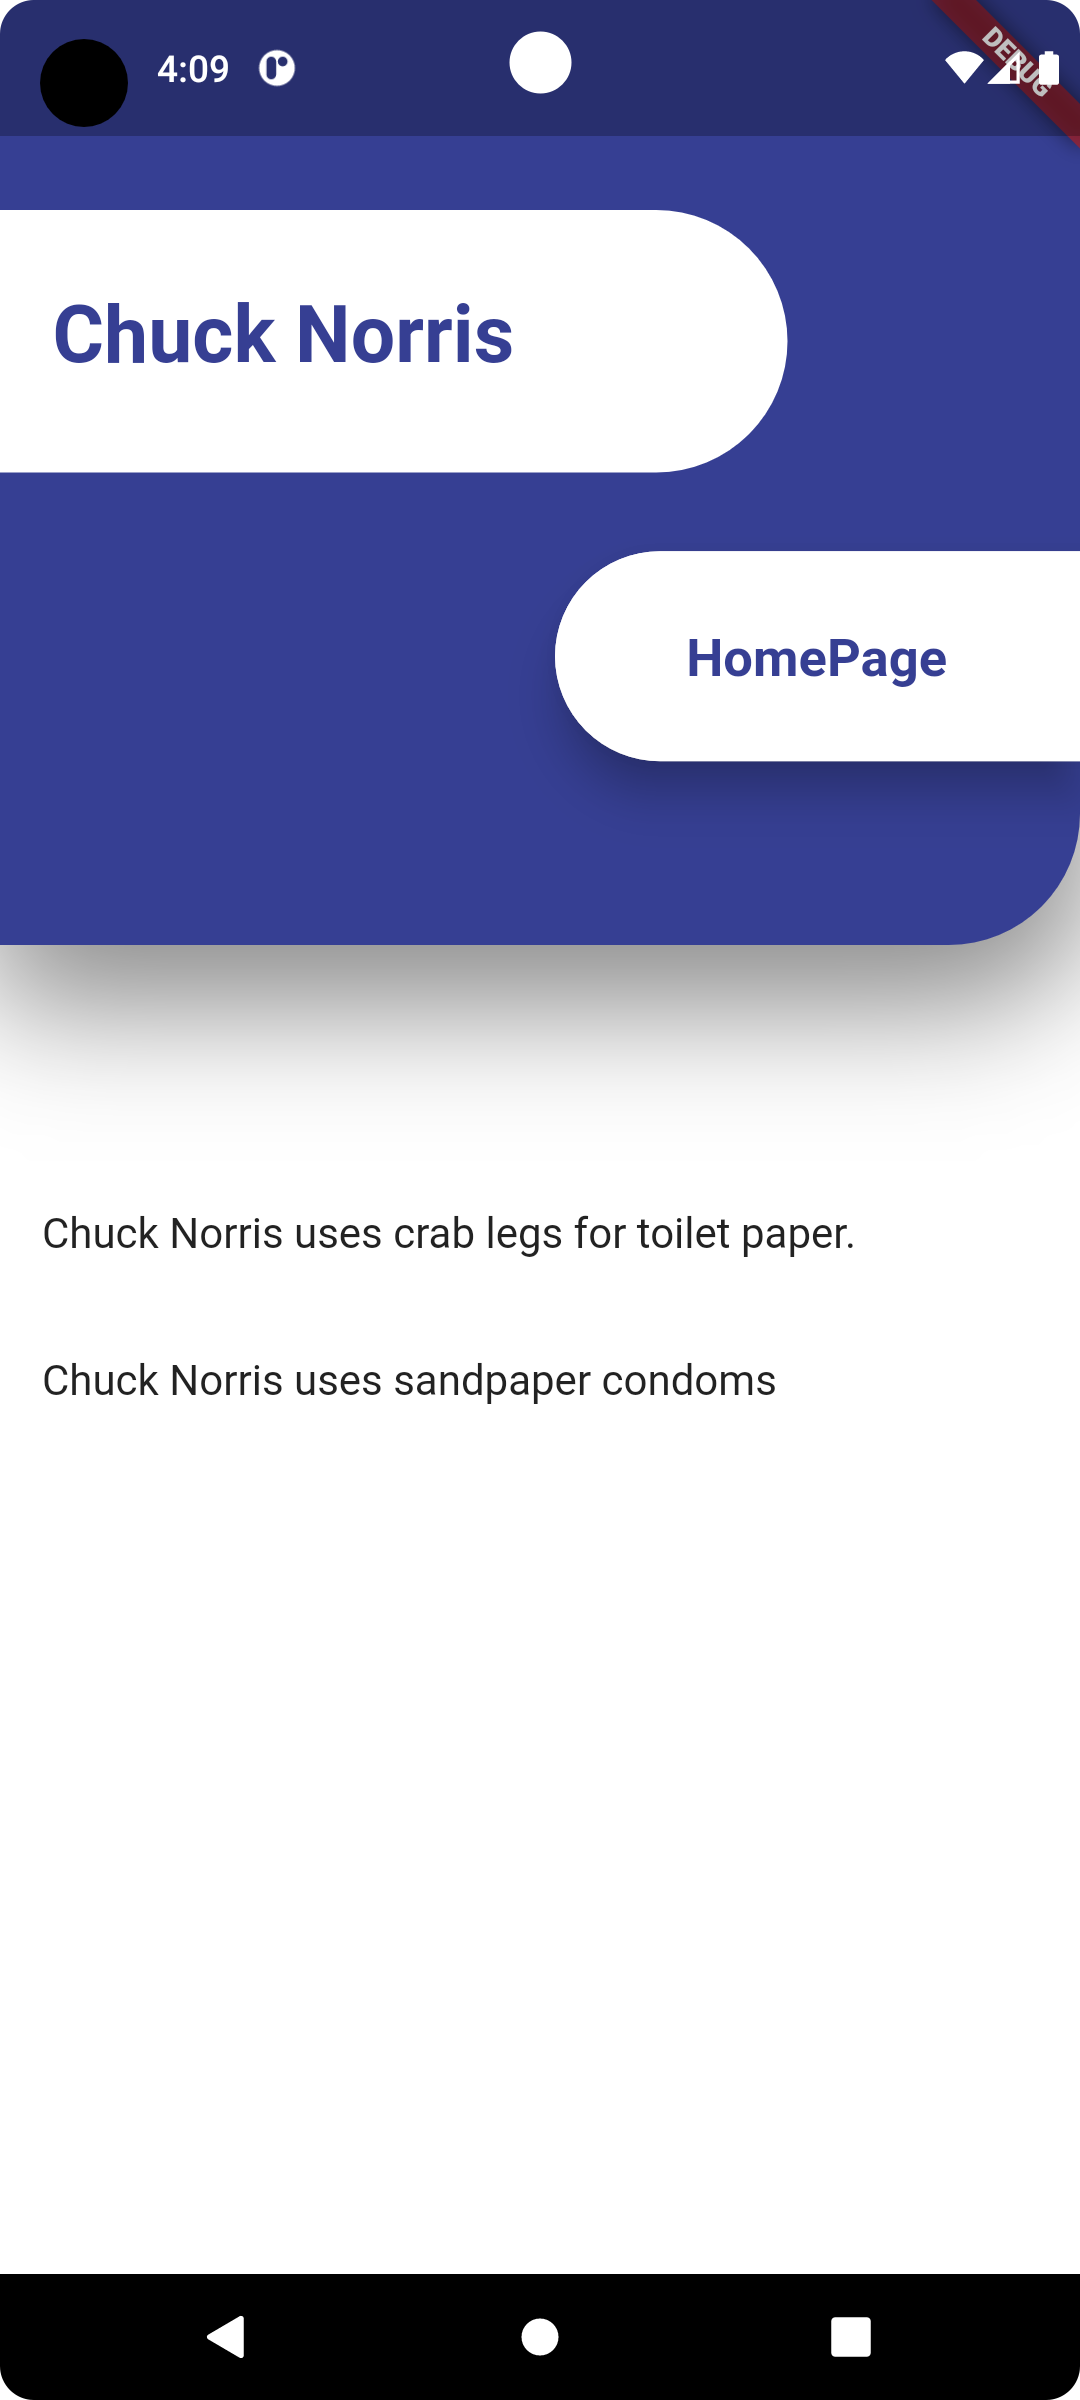 4:09
DEBUG
Chuck Norris
HomePage
Chuck Norris uses crab legs for toilet paper.
Chuck Norris uses sandpaper condoms